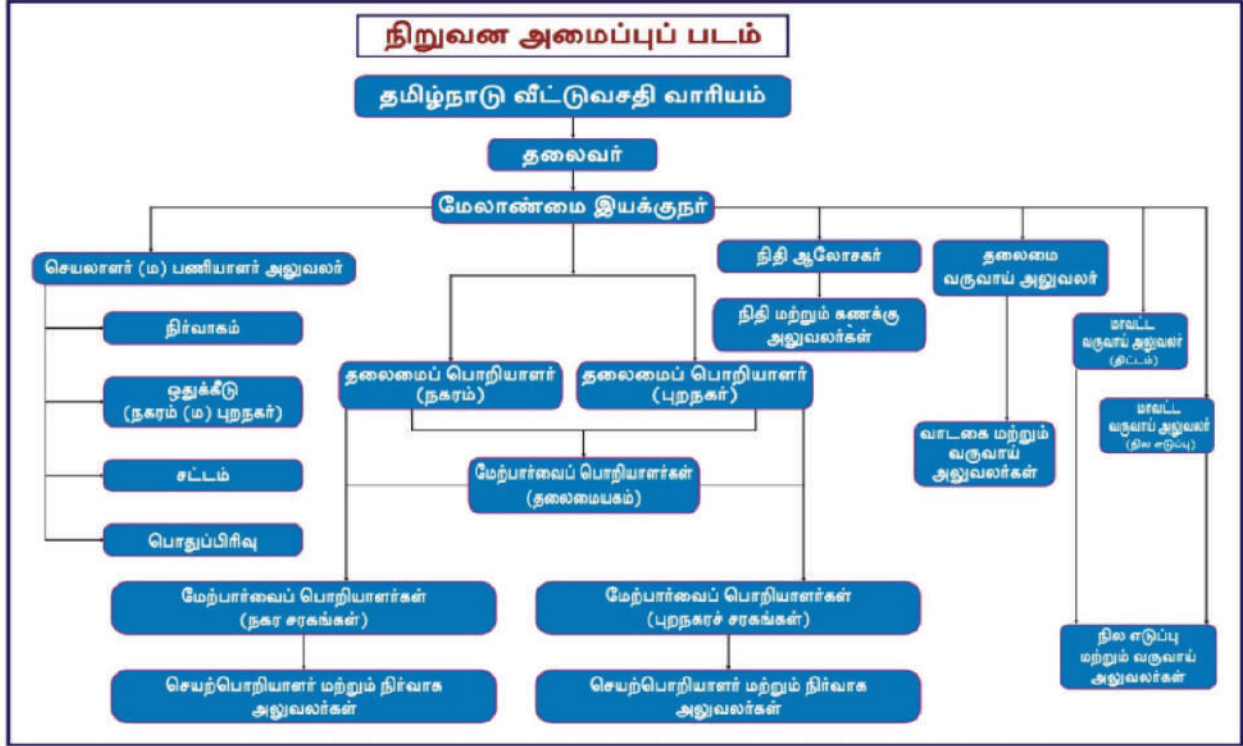 நிறுவன அமைப்புப் படம்
தமிழ்நாடு வீட்டுவசதி வாரியம்
தலைவர்
மேலாண்மை இயக்குநர்
செயலாளர் (ம) பணியாளர் அலுவலர்
நிர்வாகம்
ஒதுக்கீடு
(நகரம் (ம) புறநகர்)
சட்டம்
பொதுப்பிரிவு
தலைமைப் பொறியாளர்
(நகரம்)
தலைமைப் பொறியாளர்
(புறநகர்)
மேற்பார்வைப் பொறியாளர்கள்
(தலைமையகம்)
மேற்பார்வைப் பொறியாளர்கள்
(நகர சரகங்கள்)
செயற்பொறியாளர் மற்றும் நிர்வாக
அலுவலர்கள்
மேற்பார்வைப் பொறியாளர்கள்
(புறநகரச் சரகங்கள்)
செயற்பொறியாளர் மற்றும் நிர்வாக
அலுவலர்கள்
நிதி ஆலோசகர்
நிதி மற்றும் கணக்கு
அலுவலர்கள்
தலைமை
வருவாய் அலுவலர்
வாடகை மற்றும்
வருவாய்
அலுவலர்கள்
மாவட்ட
வருவாய் அலுவலர்
(திட்டம்)
மாவட்ட
வருவாய் அலுவலர்
(நில எடுப்பு)
நில எடுப்பு
மற்றும் வருவாய்
அலுவலர்கள்